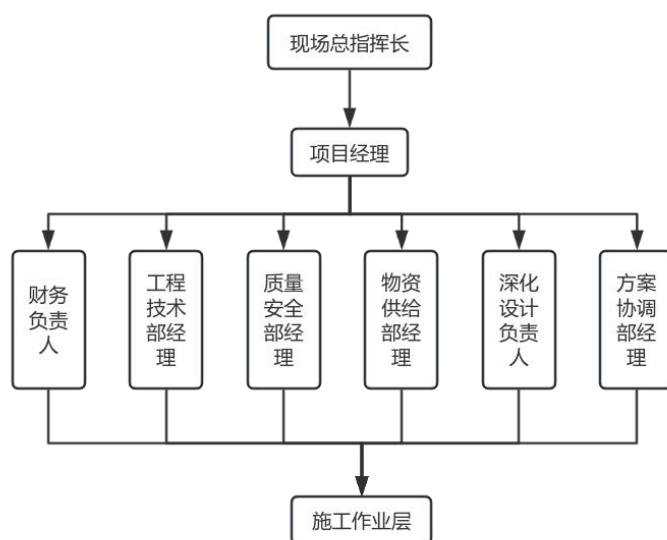 现场总指挥长
项目经理
财务
负责
人
工程
技术
部经
理
质量
安全
部经
理
物资
供给
部经
理
深化
设计
负责
人
方案
协调
部经
理
施工作业层